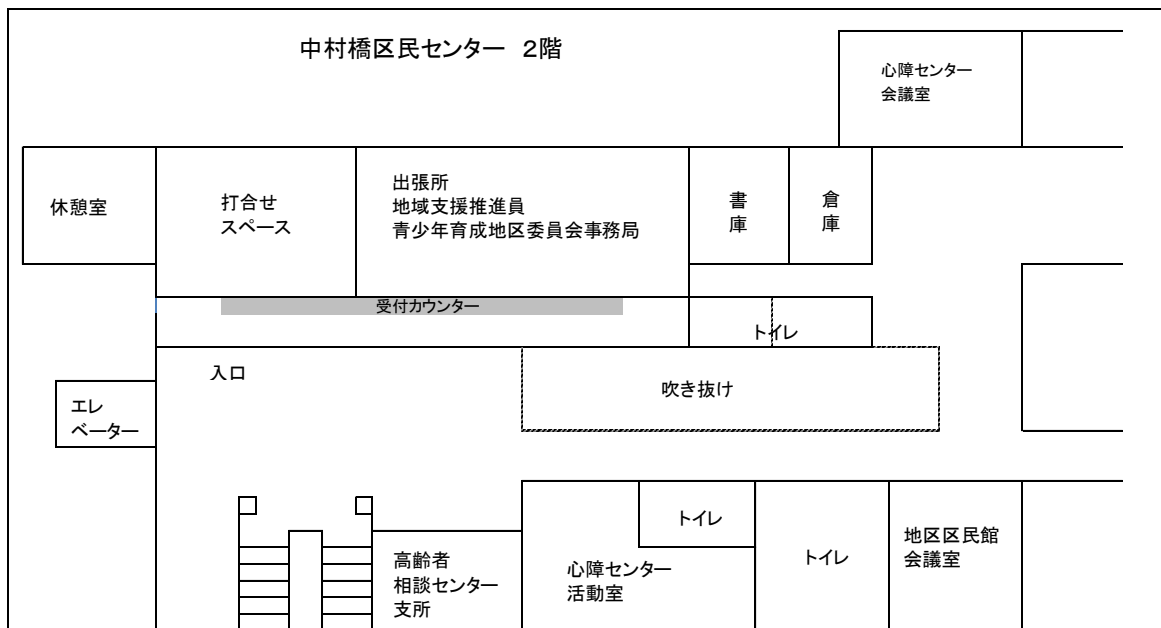 中村橋区民センター 2階
心障センター
会議室
休憩室
打合せ
スペース
出張所
地域支援推進員
青少年育成地区委員会事務局
書庫
倉庫
受付カウンター
トイレ
入口
吹き抜け
エレ
ベーター
高齢者
相談センター
支所
心障センター
活動室
トイレ
トイレ
地区区民館
会議室